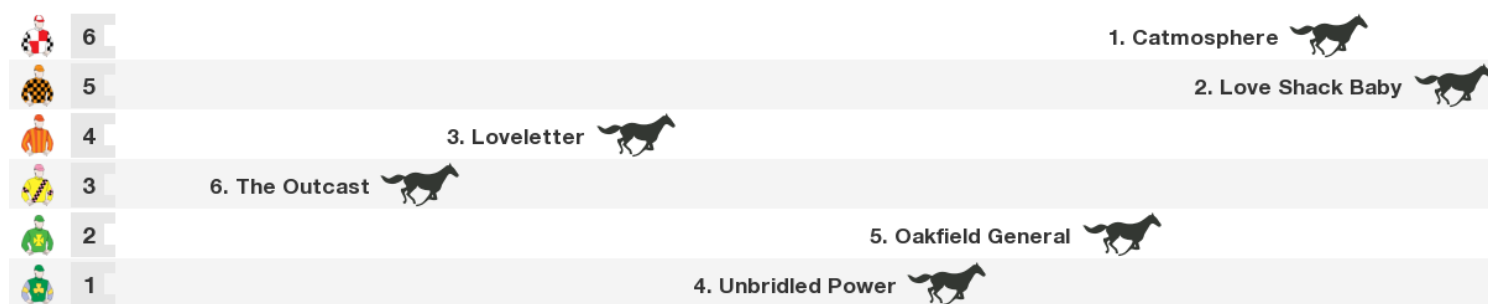 6 1. Catmosphere
5 2. Love Shack Baby
4 3. Loveletter
3 6. The Outcast
2 5. Oakfield General
1 4. Unbridled Power